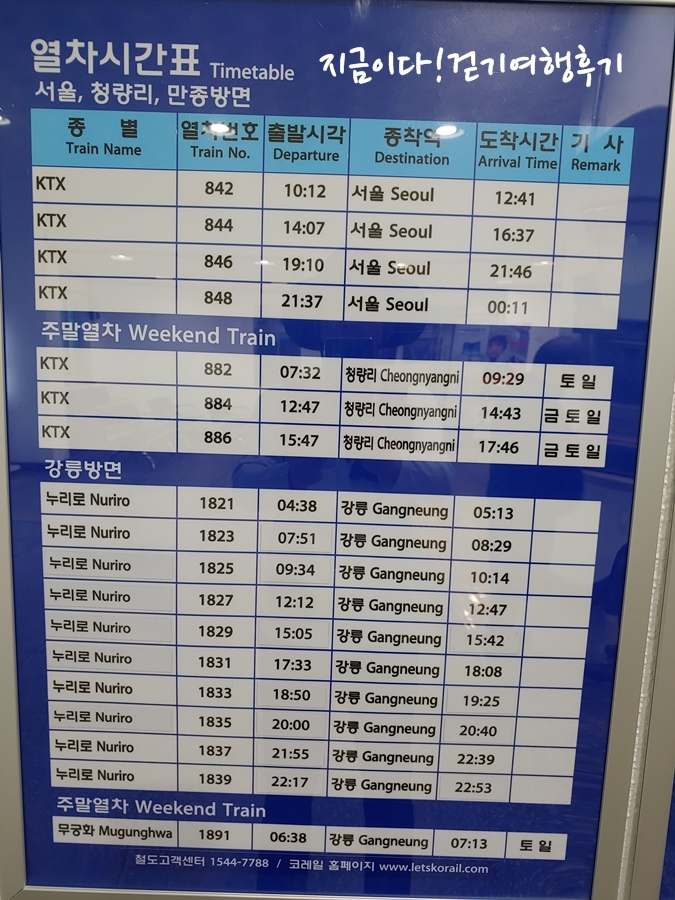 열차시간표 Timetable 지금이다! 걷기여행후기
서울, 청량리, 만종방면
종 별 열차번호 출발시각 종착역 도착시간 기 사
Train Name Train No. Departure Destination Arrival Time Remark
KTX 842 10:12 서울 Seoul 12:41
KTX 844 14:07 서울 Seoul 16:37
KTX 846 19:10 서울 Seoul 21:46
KTX 848 21:37 서울 Seoul 00:11
주말열차 Weekend Train
KTX 882 07:32 청량리 Cheongnyangni 09:29 토 일
KTX 884 12:47 청량리 Cheongnyangni 14:43 금 토 일
KTX 886 15:47 청량리 Cheongnyangni 17:46 금 토 일
강릉방면
누리로 Nuriro 1821 04:38 강릉 Gangneung 05:13
누리로 Nuriro 1823 07:51 강릉 Gangneung 08:29
누리로 Nuriro 1825 09:34 강릉 Gangneung 10:14
누리로 Nuriro 1827 12:12 강릉 Gangneung 12:47
누리로 Nuriro 1829 15:05 강릉 Gangneung 15:42
누리로 Nuriro 1831 17:33 강릉 Gangneung 18:08
누리로 Nuriro 1833 18:50 강릉 Gangneung 19:25
누리로 Nuriro 1835 20:00 강릉 Gangneung 20:40
누리로 Nuriro 1837 21:55 강릉 Gangneung 22:39
누리로 Nuriro 1839 22:17 강릉 Gangneung 22:53
주말열차 Weekend Train
무궁화 Mugunghwa 1891 06:38 강릉 Gangneung 07:13 토 일
철도고객센터 1544-7788 / 코레일 홈페이지 www.letskorail.com